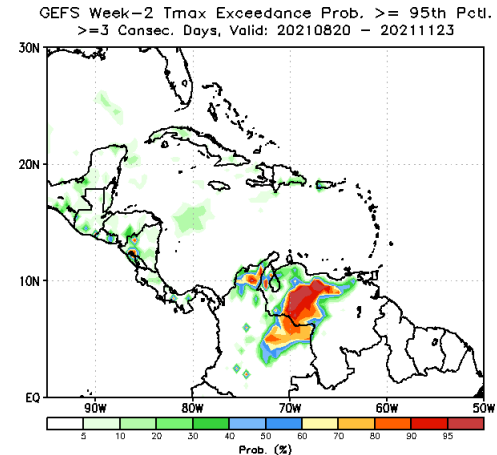 GEFS Week-2 Tmax Exceedance Prob. >= 95th Pctl.
>=3 Consec. Days, Valid: 20210820 - 20211123
30N
20N
10N
EQ
90W 80W 70W 60W 50W
5 10 20 30 40 50 60 70 80 90 95
Prob. (%)